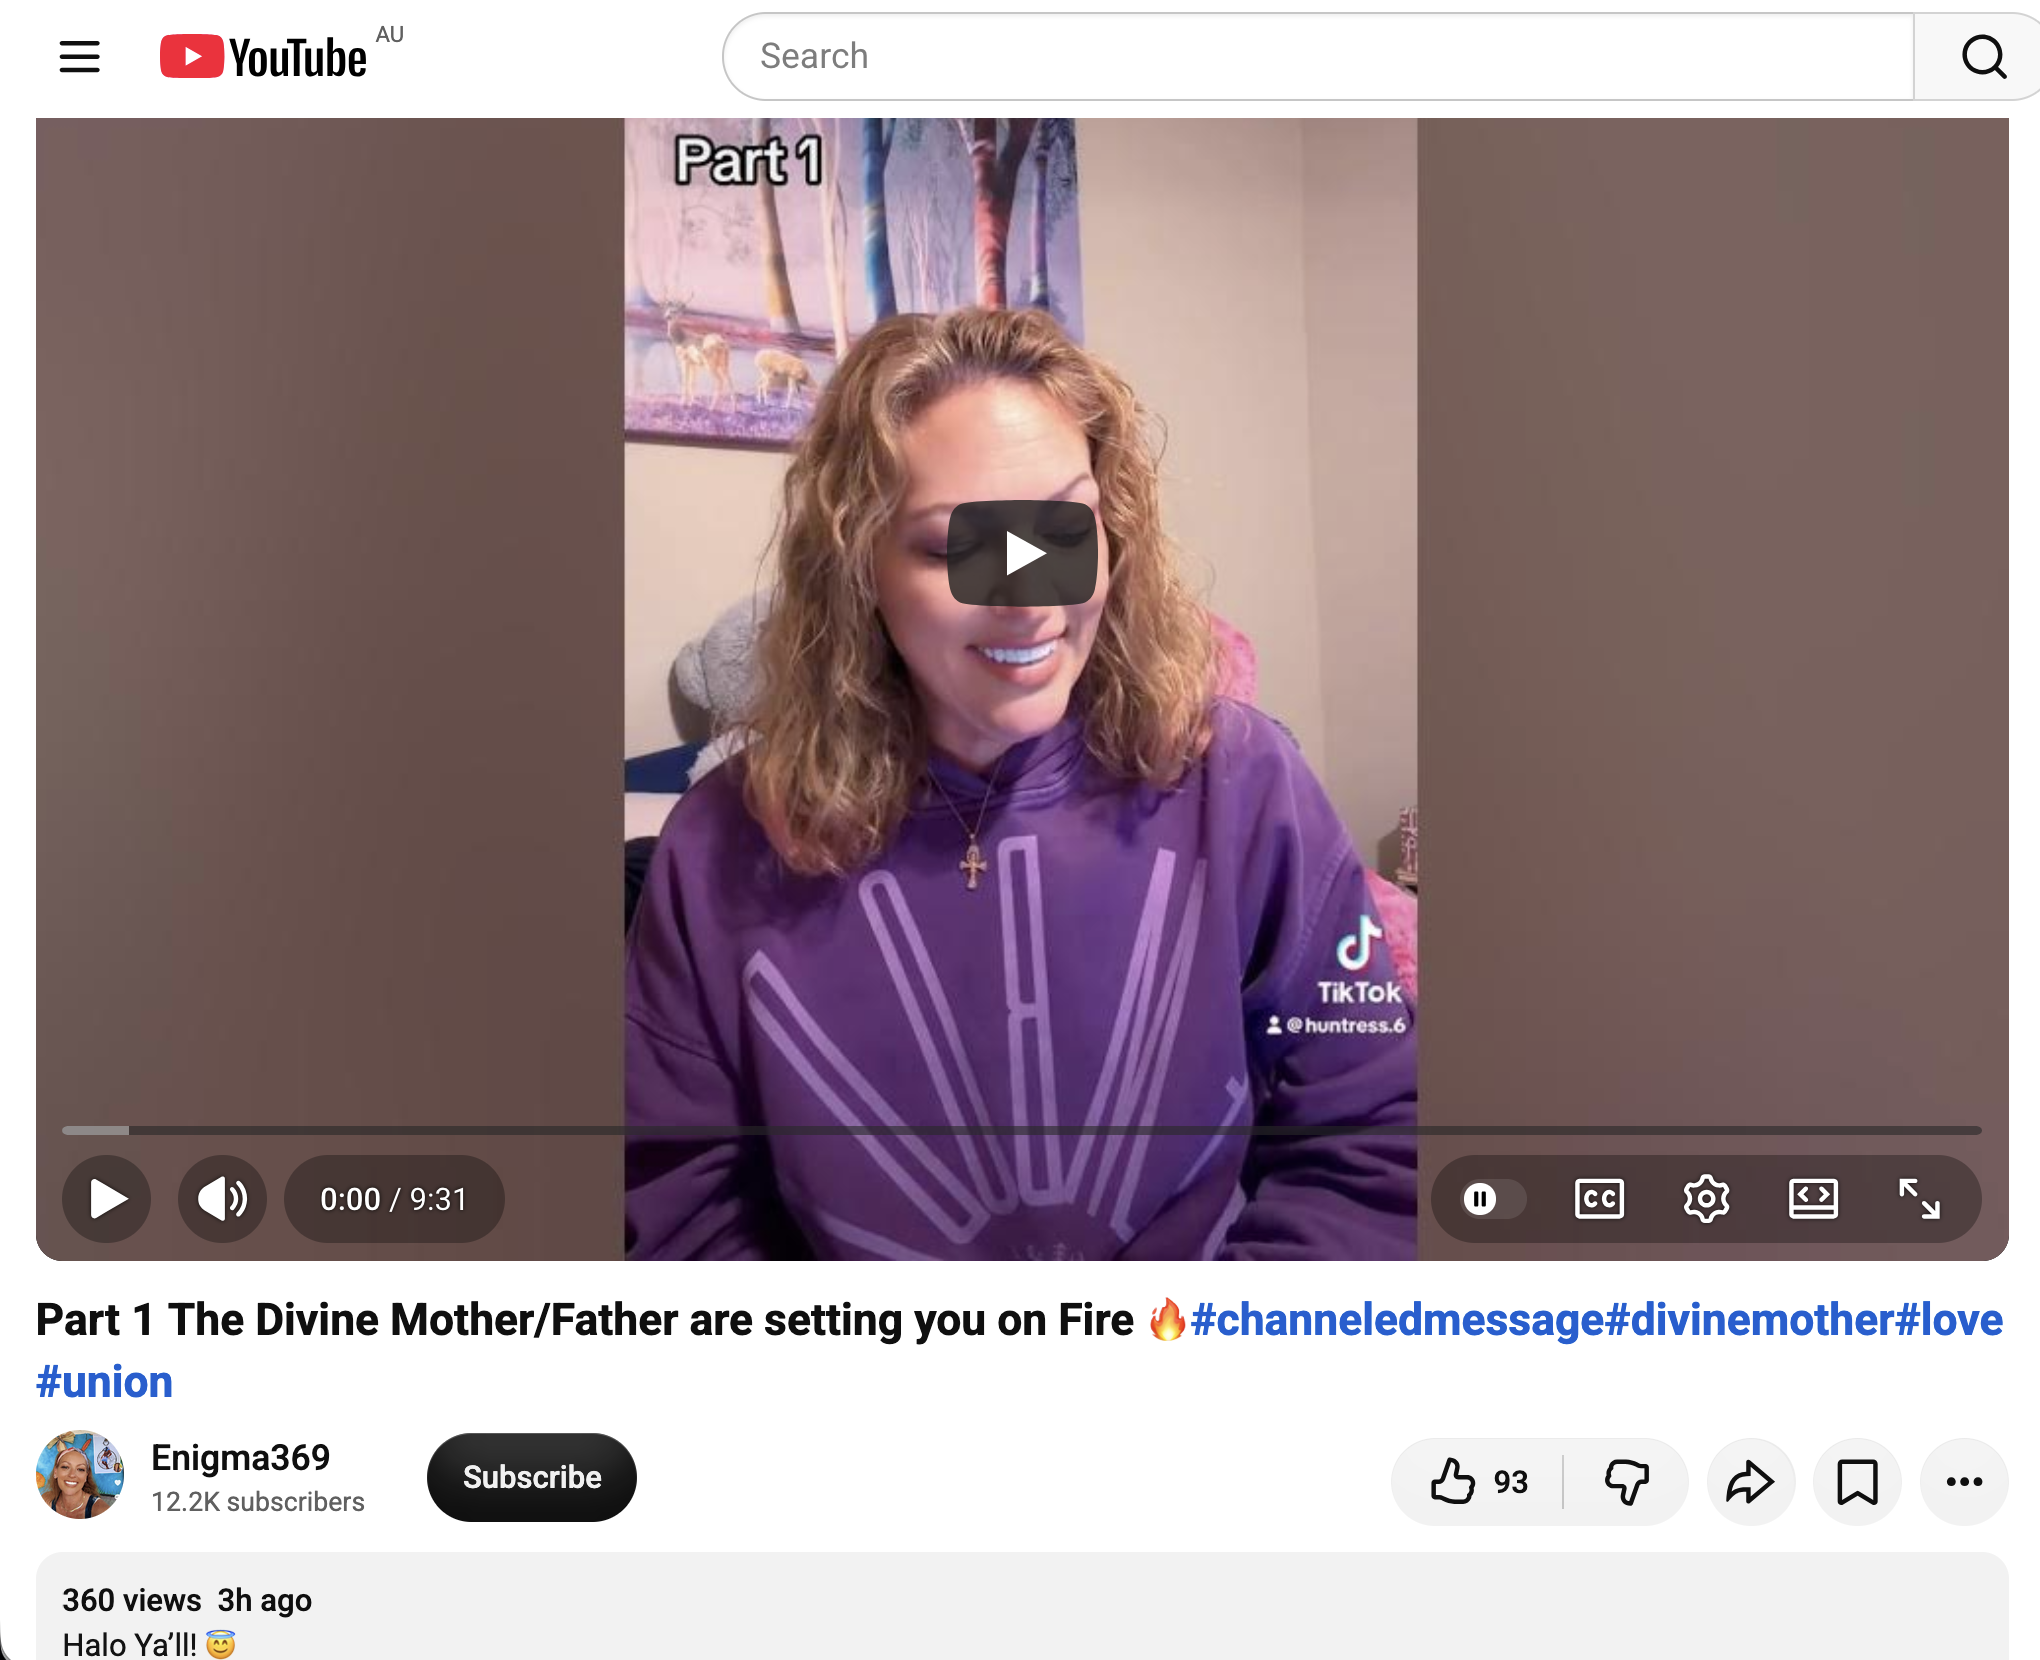 YouTube AU
Search
Part 1
TikTok
@huntress.6
0:00 / 9:31
CC
Part 1 The Divine Mother/Father are setting you on Fire 🔥#channeledmessage#divinemother#love
#union
Enigma369
12.2K subscribers
Subscribe
93
360 views 3h ago
Halo Ya'll! 😇